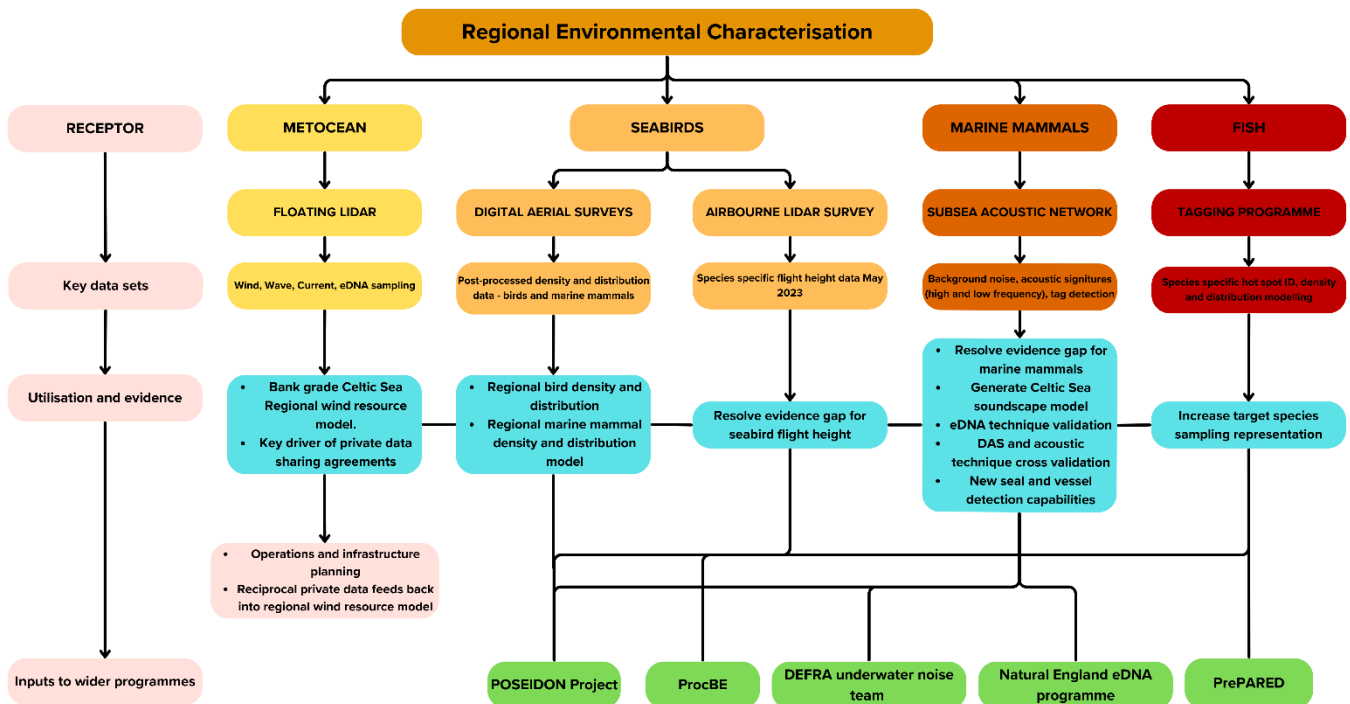 Regional Environmental Characterisation
RECEPTOR
METOCEAN
SEABIRDS
MARINE MAMMALS
FISH
FLOATING LIDAR
DIGITAL AERIAL SURVEYS
AIRBOURNE LIDAR SURVEY
SUBSEA ACOUSTIC NETWORK
TAGGING PROGRAMME
Key data sets
Wind, Wave, Current, eDNA sampling
Post-processed density and distribution
data - birds and marine mammals
Species specific flight height data May
2023
Background noise, acoustic signitures
(high and low frequency), tag detection
Species specific hot spot ID, density
and distribution modelling
Utilisation and evidence
• Bank grade Celtic Sea
Regional wind resource
model.
• Key driver of private data
sharing agreements
• Regional bird density and
distribution
• Regional marine mammal
density and distribution
model
Resolve evidence gap for
seabird flight height
• Resolve evidence gap for
marine mammals
• Generate Celtic Sea
soundscape model
• eDNA technique validation
• DAS and acoustic
technique cross validation
• New seal and vessel
detection capabilities
Increase target species
sampling representation
• Operations and infrastructure
planning
• Reciprocal private data feeds back
into regional wind resource model
Inputs to wider programmes
POSEIDON Project
ProcBE
DEFRA underwater noise
team
Natural England eDNA
programme
PrePARED